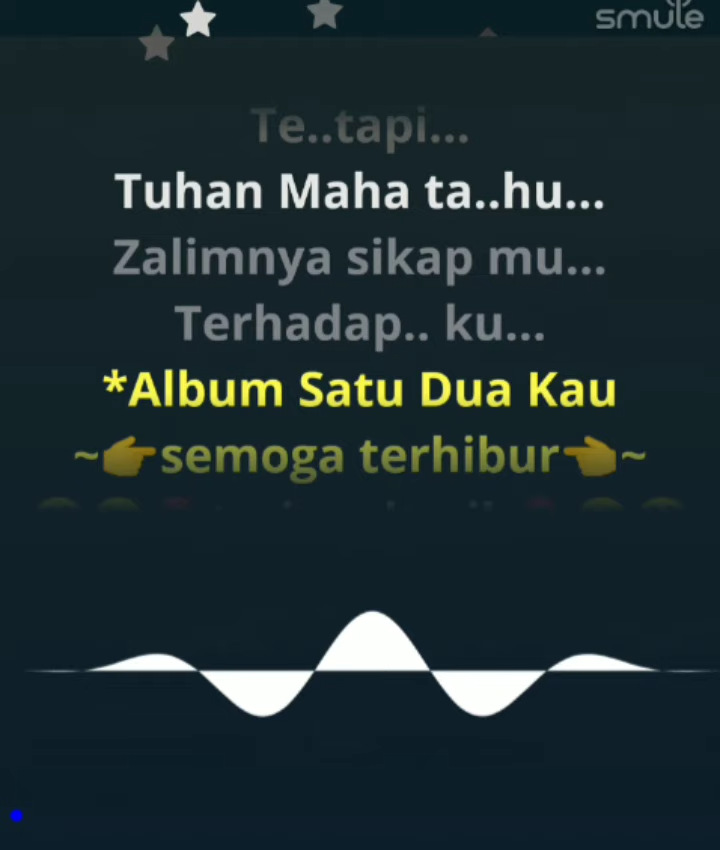 smule
Te..tapi...
Tuhan Maha ta..hu...
Zalimnya sikap mu...
Terhadap.. ku...
*Album Satu Dua Kau
~👉semoga terhibur👈~